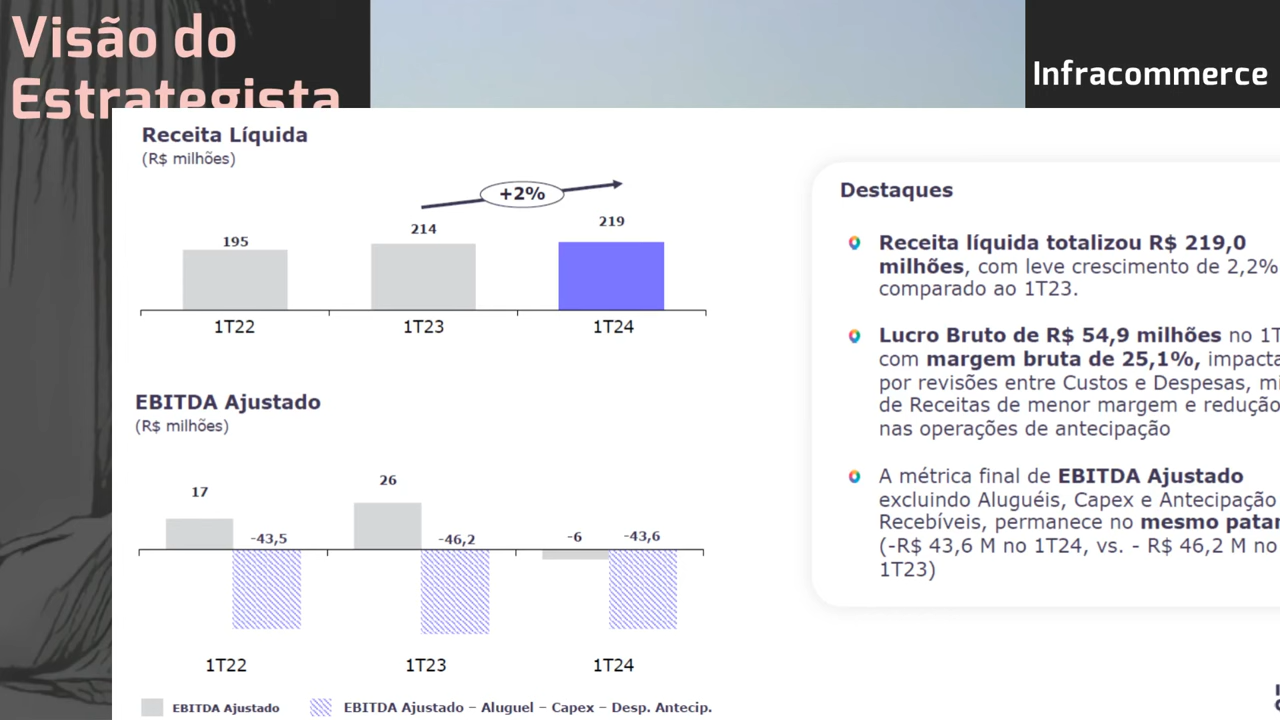 Visão do
Estrategista
Infracommerce
Receita Líquida
(R$ milhões)
+2%
195
214
219
1T22
1T23
1T24
EBITDA Ajustado
(R$ milhões)
17
-43,5
26
-46,2
-6
-43,6
1T22
1T23
1T24
EBITDA Ajustado
EBITDA Ajustado – Aluguel – Capex – Desp. Antecip.
Destaques
Receita líquida totalizou R$ 219,0
milhões, com leve crescimento de 2,2%
comparado ao 1T23.
Lucro Bruto de R$ 54,9 milhões no
com margem bruta de 25,1%,
por revisões entre Custos e Despesas,
de Receitas de menor margem e redução
nas operações de antecipação
A métrica final de EBITDA Ajustado
excluindo Aluguéis, Capex e Antecipação
Recebíveis, permanece no mesmo
(-R$ 43,6 M no 1T24, vs. - R$ 46,2 M no
1T23)